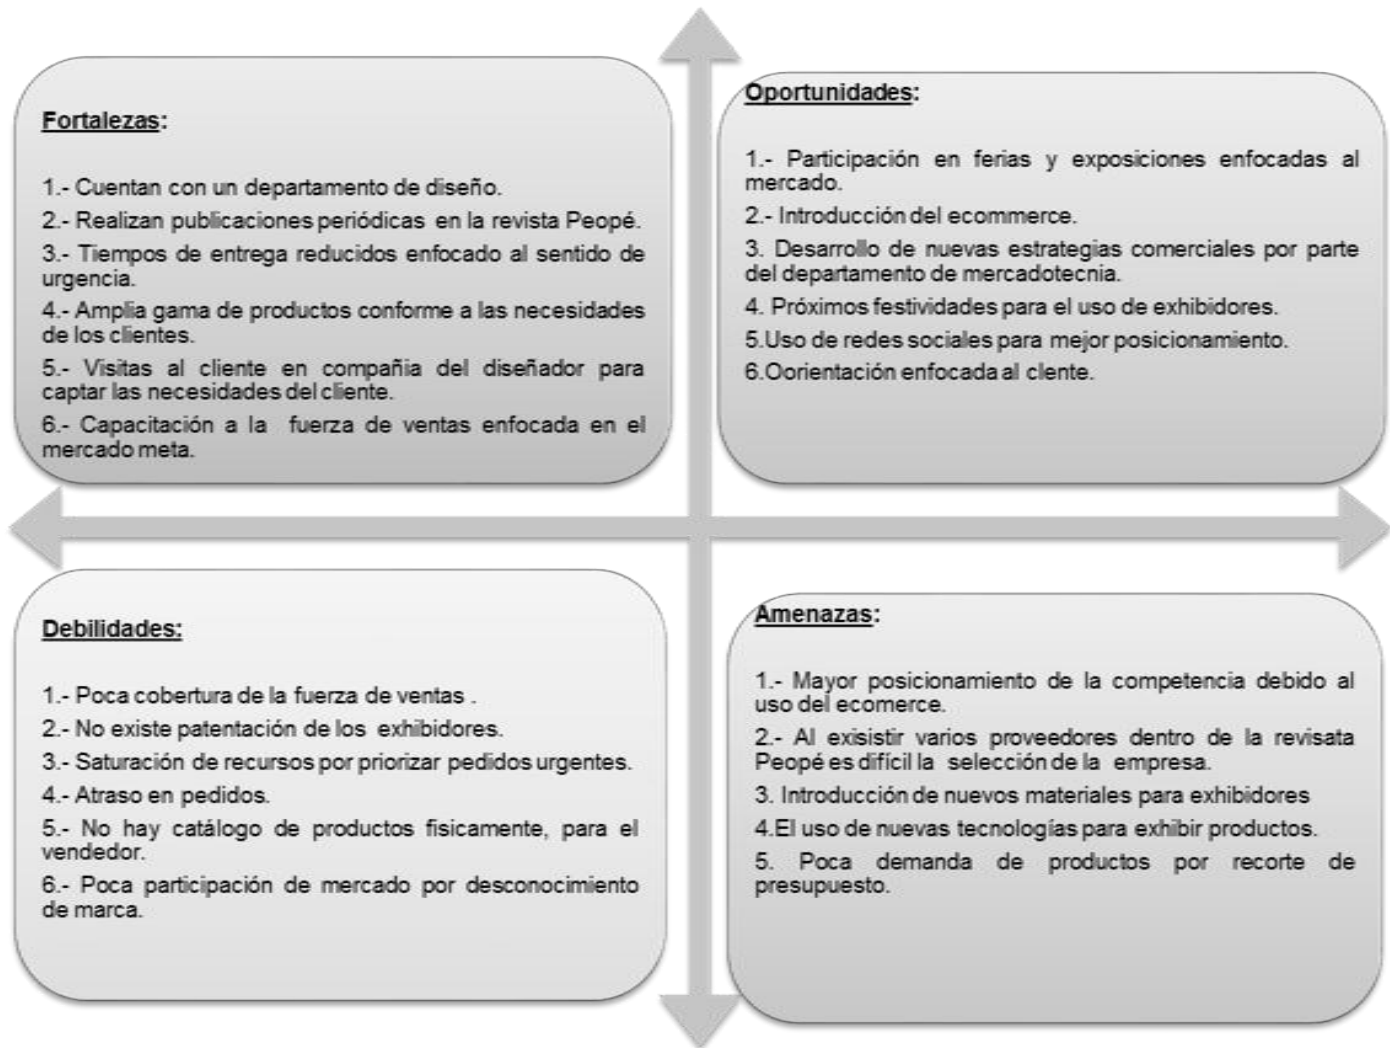 Fortalezas:
1.- Cuentan con un departamento de diseño.
2.- Realizan publicaciones periódicas en la revista Peopé.
3.- Tiempos de entrega reducidos enfocado al sentido de
urgencia.
4.- Amplia gama de productos conforme a las necesidades
de los clientes.
5.- Visitas al cliente en compañia del diseñador para
captar las necesidades del cliente.
6.- Capacitación a la fuerza de ventas enfocada en el
mercado meta.
Oportunidades:
1.- Participación en ferias y exposiciones enfocadas al
mercado.
2.- Introducción del ecommerce.
3. Desarrollo de nuevas estrategias comerciales por parte
del departamento de mercadotecnia.
4. Próximos festividades para el uso de exhibidores.
5.Uso de redes sociales para mejor posicionamiento.
6.Oorientación enfocada al clente.
Debilidades:
1.- Poca cobertura de la fuerza de ventas .
2.- No existe patentación de los exhibidores.
3.- Saturación de recursos por priorizar pedidos urgentes.
4.- Atraso en pedidos.
5.- No hay catálogo de productos fisicamente, para el
vendedor.
6.- Poca participación de mercado por desconocimiento
de marca.
Amenazas:
1.- Mayor posicionamiento de la competencia debido al
uso del ecomerce.
2.- Al exisistir varios proveedores dentro de la revisata
Peopé es difícil la selección de la empresa.
3. Introducción de nuevos materiales para exhibidores
4.El uso de nuevas tecnologías para exhibir productos.
5. Poca demanda de productos por recorte de
presupuesto.